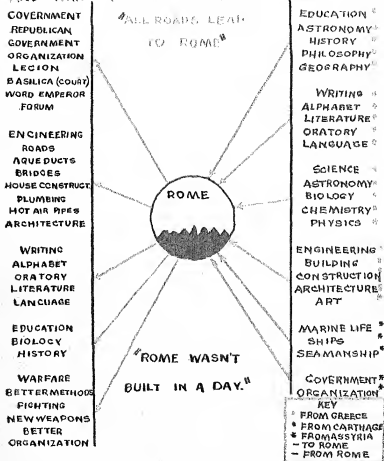 GOVERNMENT
REPUBLICAN
GOVERNMENT
ORGANIZATION
LEGION
BASILICA (COURT)
WORD EMPEROR
FORUM
ENGINEERING
ROADS
AQUEDUCTS
BRIDGES
HOUSE CONSTRUCT.
PLUMBING
HOT AIR PIPES
ARCHITECTURE
WRITING
ALPHABET
ORATORY
LITERATURE
LANGUAGE
EDUCATION
BIOLOGY
HISTORY
WARFARE
BETTER METHODS
FIGHTING
NEW WEAPONS
BETTER
ORGANIZATION
"ALL ROADS LEAD
TO ROME"
ROME
"ROME WASN'T
BUILT IN A DAY."
EDUCATION
ASTRONOMY
HISTORY
PHILOSOPHY
GEOGRAPHY
WRITING
ALPHABET
LITERATURE
ORATORY
LANGUAGE
SCIENCE
ASTRONOMY
BIOLOGY
CHEMISTRY
PHYSICS
ENGINEERING
BUILDING
CONSTRUCTION
ARCHITECTURE
ART
MARINE LIFE *
SHIPS *
SEAMANSHIP *
GOVERNMENT *
ORGANIZATION *
KEY
FROM GREECE
* FROM CARTHAGE
* FROM ASSYRIA
— TO ROME
— FROM ROME